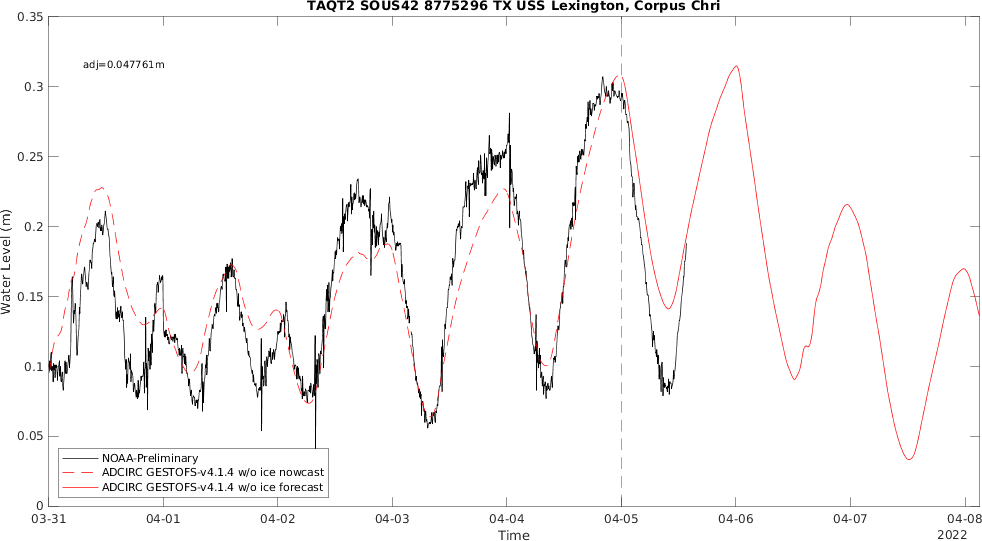 TAQT2 SOUS42 8775296 TX USS Lexington, Corpus Chri
adj=0.047761m
0.35
0.3
0.25
0.2
0.15
0.1
0.05
0
Water Level (m)
NOAA-Preliminary
ADCIRC GESTOFS-v4.1.4 w/o ice nowcast
ADCIRC GESTOFS-v4.1.4 w/o ice forecast
03-31 04-01 04-02 04-03 04-04 04-05 04-06 04-07 04-08
Time
2022